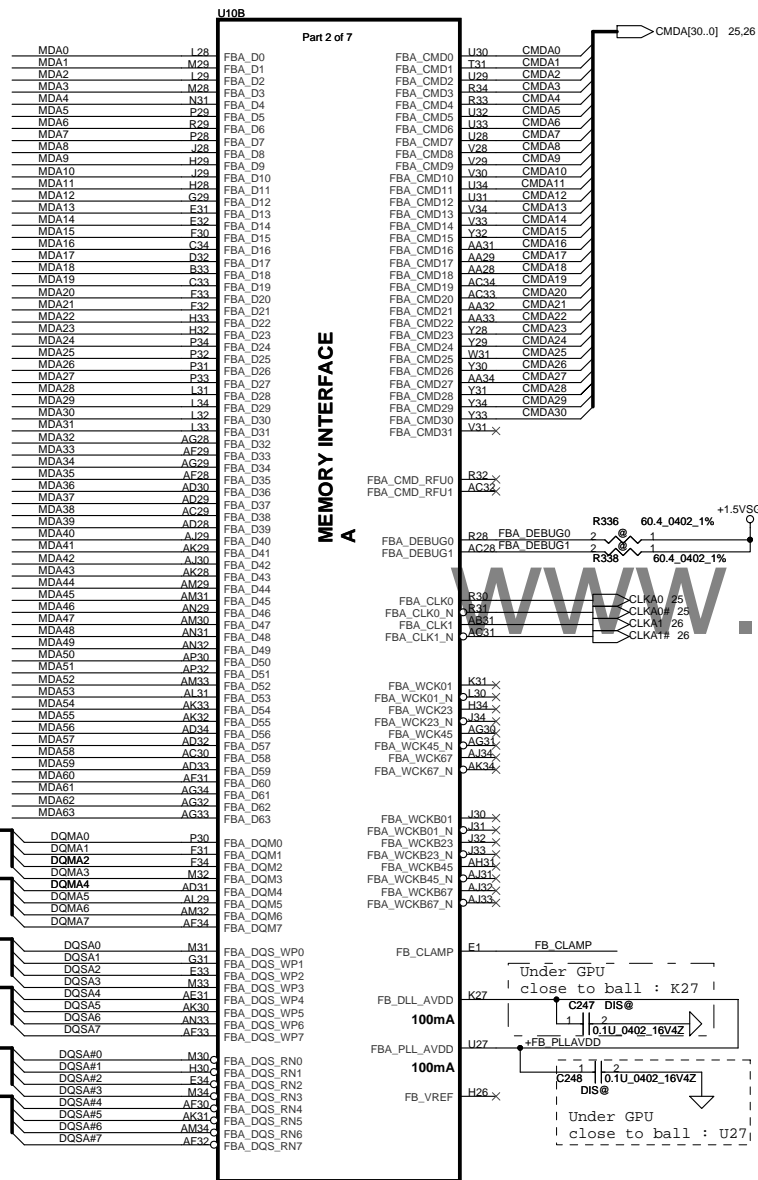 U10B
Part 2 of 7
MEMORY INTERFACE
A
MDA0 L28 FBA_D0
MDA1 M29 FBA_D1
MDA2 L29 FBA_D2
MDA3 M28 FBA_D3
MDA4 N31 FBA_D4
MDA5 P29 FBA_D5
MDA6 R29 FBA_D6
MDA7 P28 FBA_D7
MDA8 J28 FBA_D8
MDA9 H29 FBA_D9
MDA10 J29 FBA_D10
MDA11 H28 FBA_D11
MDA12 G29 FBA_D12
MDA13 E31 FBA_D13
MDA14 E32 FBA_D14
MDA15 F30 FBA_D15
MDA16 C34 FBA_D16
MDA17 D32 FBA_D17
MDA18 B33 FBA_D18
MDA19 C33 FBA_D19
MDA20 F33 FBA_D20
MDA21 F32 FBA_D21
MDA22 H33 FBA_D22
MDA23 H32 FBA_D23
MDA24 P34 FBA_D24
MDA25 P32 FBA_D25
MDA26 P31 FBA_D26
MDA27 P33 FBA_D27
MDA28 L31 FBA_D28
MDA29 L34 FBA_D29
MDA30 L32 FBA_D30
MDA31 L33 FBA_D31
MDA32 AG28 FBA_D32
MDA33 AF29 FBA_D33
MDA34 AG29 FBA_D34
MDA35 AF28 FBA_D35
MDA36 AD30 FBA_D36
MDA37 AD29 FBA_D37
MDA38 AC29 FBA_D38
MDA39 AD28 FBA_D39
MDA40 AJ29 FBA_D40
MDA41 AK29 FBA_D41
MDA42 AJ30 FBA_D42
MDA43 AK28 FBA_D43
MDA44 AM29 FBA_D44
MDA45 AM31 FBA_D45
MDA46 AN29 FBA_D46
MDA47 AM30 FBA_D47
MDA48 AN31 FBA_D48
MDA49 AN32 FBA_D49
MDA50 AP30 FBA_D50
MDA51 AP32 FBA_D51
MDA52 AM33 FBA_D52
MDA53 AL31 FBA_D53
MDA54 AK33 FBA_D54
MDA55 AK32 FBA_D55
MDA56 AD34 FBA_D56
MDA57 AD32 FBA_D57
MDA58 AC30 FBA_D58
MDA59 AD33 FBA_D59
MDA60 AF31 FBA_D60
MDA61 AG34 FBA_D61
MDA62 AG32 FBA_D62
MDA63 AG33 FBA_D63
DQMA0 P30 FBA_DQM0
DQMA1 F31 FBA_DQM1
DQMA2 F34 FBA_DQM2
DQMA3 M32 FBA_DQM3
DQMA4 AD31 FBA_DQM4
DQMA5 AL29 FBA_DQM5
DQMA6 AM32 FBA_DQM6
DQMA7 AF34 FBA_DQM7
DQSA0 M31 FBA_DQS_WP0
DQSA1 G31 FBA_DQS_WP1
DQSA2 E33 FBA_DQS_WP2
DQSA3 M33 FBA_DQS_WP3
DQSA4 AE31 FBA_DQS_WP4
DQSA5 AK30 FBA_DQS_WP5
DQSA6 AN33 FBA_DQS_WP6
DQSA7 AF33 FBA_DQS_WP7
DQSA#0 M30 FBA_DQS_RN0
DQSA#1 H30 FBA_DQS_RN1
DQSA#2 E34 FBA_DQS_RN2
DQSA#3 M34 FBA_DQS_RN3
DQSA#4 AF30 FBA_DQS_RN4
DQSA#5 AK31 FBA_DQS_RN5
DQSA#6 AM34 FBA_DQS_RN6
DQSA#7 AF32 FBA_DQS_RN7
CMDA[30..0] 25,26
FBA_CMD0 U30 CMDA0
FBA_CMD1 T31 CMDA1
FBA_CMD2 U29 CMDA2
FBA_CMD3 R34 CMDA3
FBA_CMD4 R33 CMDA4
FBA_CMD5 U32 CMDA5
FBA_CMD6 U33 CMDA6
FBA_CMD7 U28 CMDA7
FBA_CMD8 V28 CMDA8
FBA_CMD9 V29 CMDA9
FBA_CMD10 V30 CMDA10
FBA_CMD11 U34 CMDA11
FBA_CMD12 U31 CMDA12
FBA_CMD13 V34 CMDA13
FBA_CMD14 V33 CMDA14
FBA_CMD15 Y32 CMDA15
FBA_CMD16 AA31 CMDA16
FBA_CMD17 AA29 CMDA17
FBA_CMD18 AA28 CMDA18
FBA_CMD19 AC34 CMDA19
FBA_CMD20 AC33 CMDA20
FBA_CMD21 AA32 CMDA21
FBA_CMD22 AA33 CMDA22
FBA_CMD23 Y28 CMDA23
FBA_CMD24 Y29 CMDA24
FBA_CMD25 W31 CMDA25
FBA_CMD26 Y30 CMDA26
FBA_CMD27 AA34 CMDA27
FBA_CMD28 Y31 CMDA28
FBA_CMD29 Y34 CMDA29
FBA_CMD30 Y33 CMDA30
FBA_CMD31 V31
FBA_CMD_RFU0 R32
FBA_CMD_RFU1 AC32
+1.5VSG
R336 60.4_0402_1%
FBA_DEBUG0 R28 FBA_DEBUG0 2 @ 1
FBA_DEBUG1 AC28 FBA_DEBUG1 2 @ 1
R338 60.4_0402_1%
www.
FBA_CLK0 R30 CLKA0 25
FBA_CLK0_N R31 CLKA0# 25
FBA_CLK1 AB31 CLKA1 26
FBA_CLK1_N AC31 CLKA1# 26
FBA_WCK01 K31
FBA_WCK01_N L30
FBA_WCK23 H34
FBA_WCK23_N J34
FBA_WCK45 AG30
FBA_WCK45_N AG31
FBA_WCK67 AJ34
FBA_WCK67_N AK34
FBA_WCKB01 J30
FBA_WCKB01_N J31
FBA_WCKB23 J32
FBA_WCKB23_N J33
FBA_WCKB45 AH31
FBA_WCKB45_N AJ31
FBA_WCKB67 AJ32
FBA_WCKB67_N AJ33
FB_CLAMP E1 FB_CLAMP
Under GPU
close to ball : K27
FB_DLL_AVDD K27
100mA
C247 DIS@
1 2
0.1U_0402_16V4Z
FBA_PLL_AVDD U27 +FB_PLLAVDD
100mA
1 2
C248 0.1U_0402_16V4Z
DIS@
FB_VREF H26
Under GPU
close to ball : U27